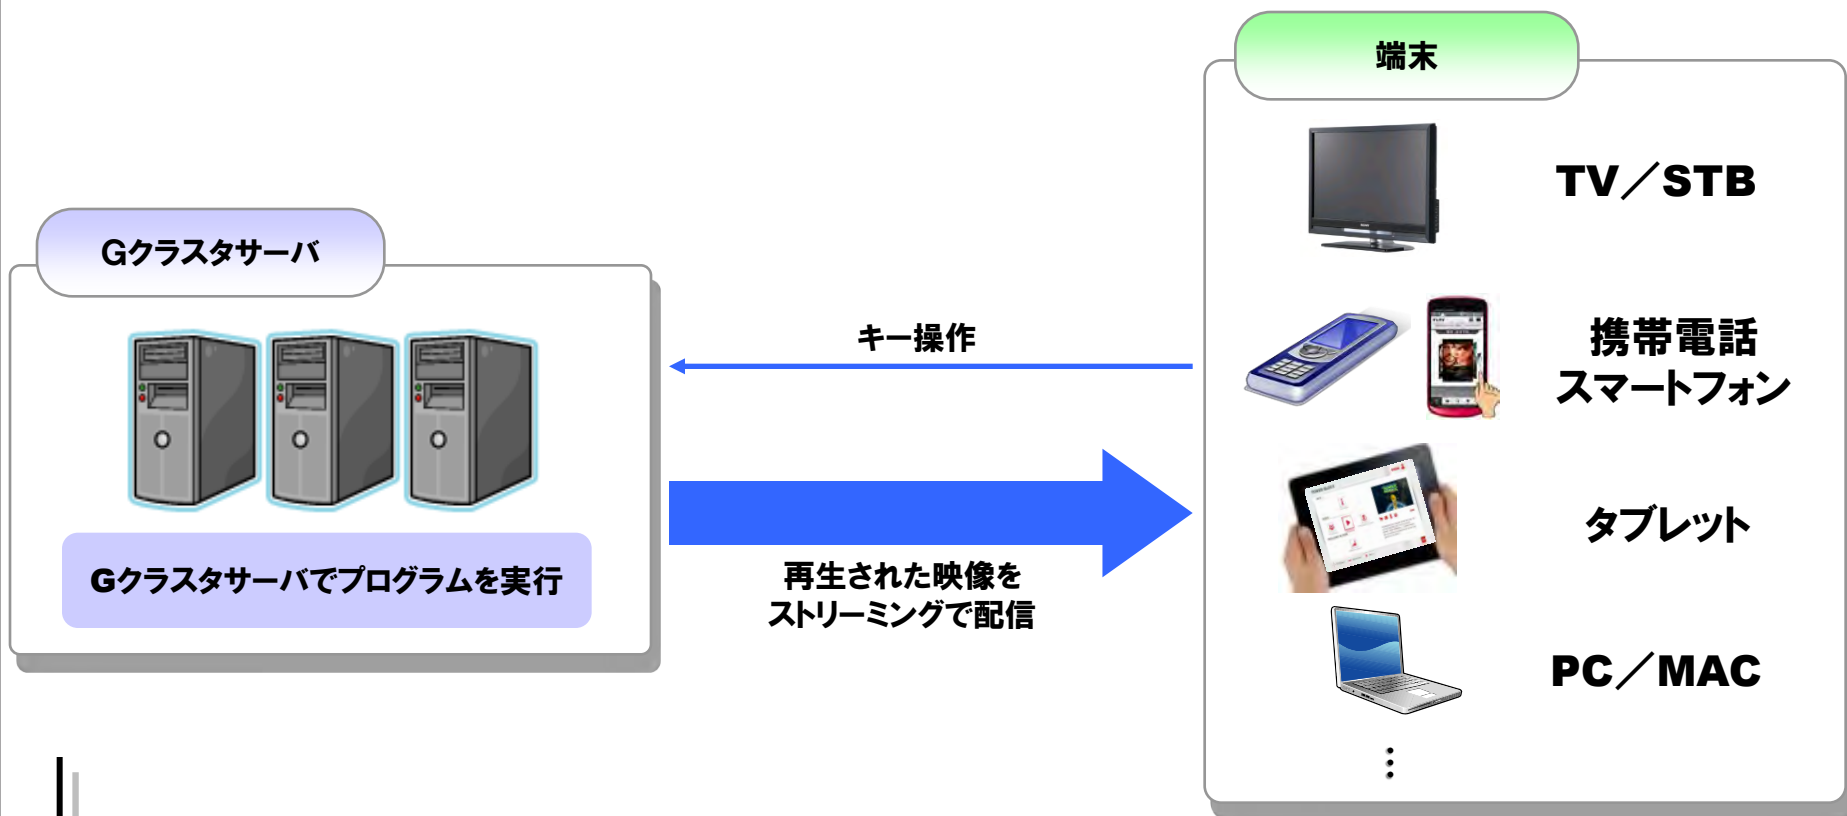 端末
TV／STB
Gクラスタサーバ
キー操作
携帯電話
スマートフォン
タブレット
Gクラスタサーバでプログラムを実行
再生された映像を
ストリーミングで配信
PC／MAC
⋮